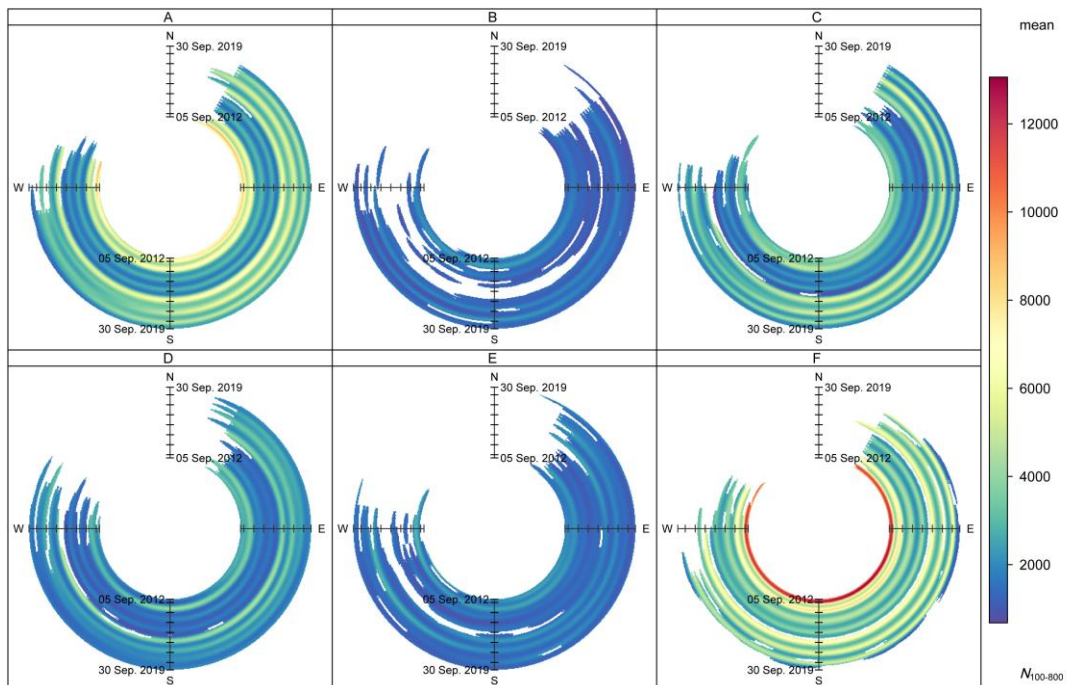 A
B
C
mean
N
30 Sep. 2019
05 Sep. 2012
W
E
05 Sep. 2012
30 Sep. 2019
S
N
30 Sep. 2019
05 Sep. 2012
W
E
05 Sep. 2012
30 Sep. 2019
S
N
30 Sep. 2019
05 Sep. 2012
W
E
05 Sep. 2012
30 Sep. 2019
S
D
E
F
N
30 Sep. 2019
05 Sep. 2012
W
E
05 Sep. 2012
30 Sep. 2019
S
N
30 Sep. 2019
05 Sep. 2012
W
E
05 Sep. 2012
30 Sep. 2019
S
N
30 Sep. 2019
05 Sep. 2012
W
E
05 Sep. 2012
30 Sep. 2019
S
12000
10000
8000
6000
4000
2000
N100-800